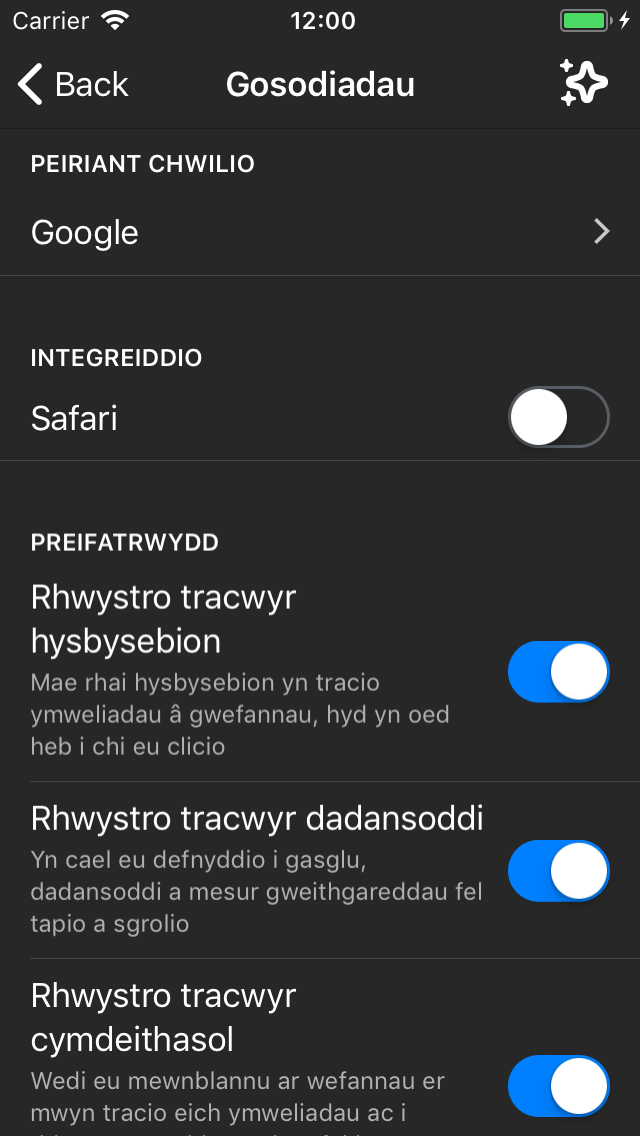 Carrier 12:00
Back Gosodiadau
PEIRIANT CHWILIO
Google
INTEGREIDDIO
Safari
PREIFATRWYDD
Rhwystro tracwyr
hysbysebion
Mae rhai hysbysebion yn tracio
ymweliadau â gwefannau, hyd yn oed
heb i chi eu clicio
Rhwystro tracwyr dadansoddi
Yn cael eu defnyddio i gasglu,
dadansoddi a mesur gweithgareddau fel
tapio a sgrolio
Rhwystro tracwyr
cymdeithasol
Wedi eu mewnblannu ar wefannau er
mwyn tracio eich ymweliadau ac i